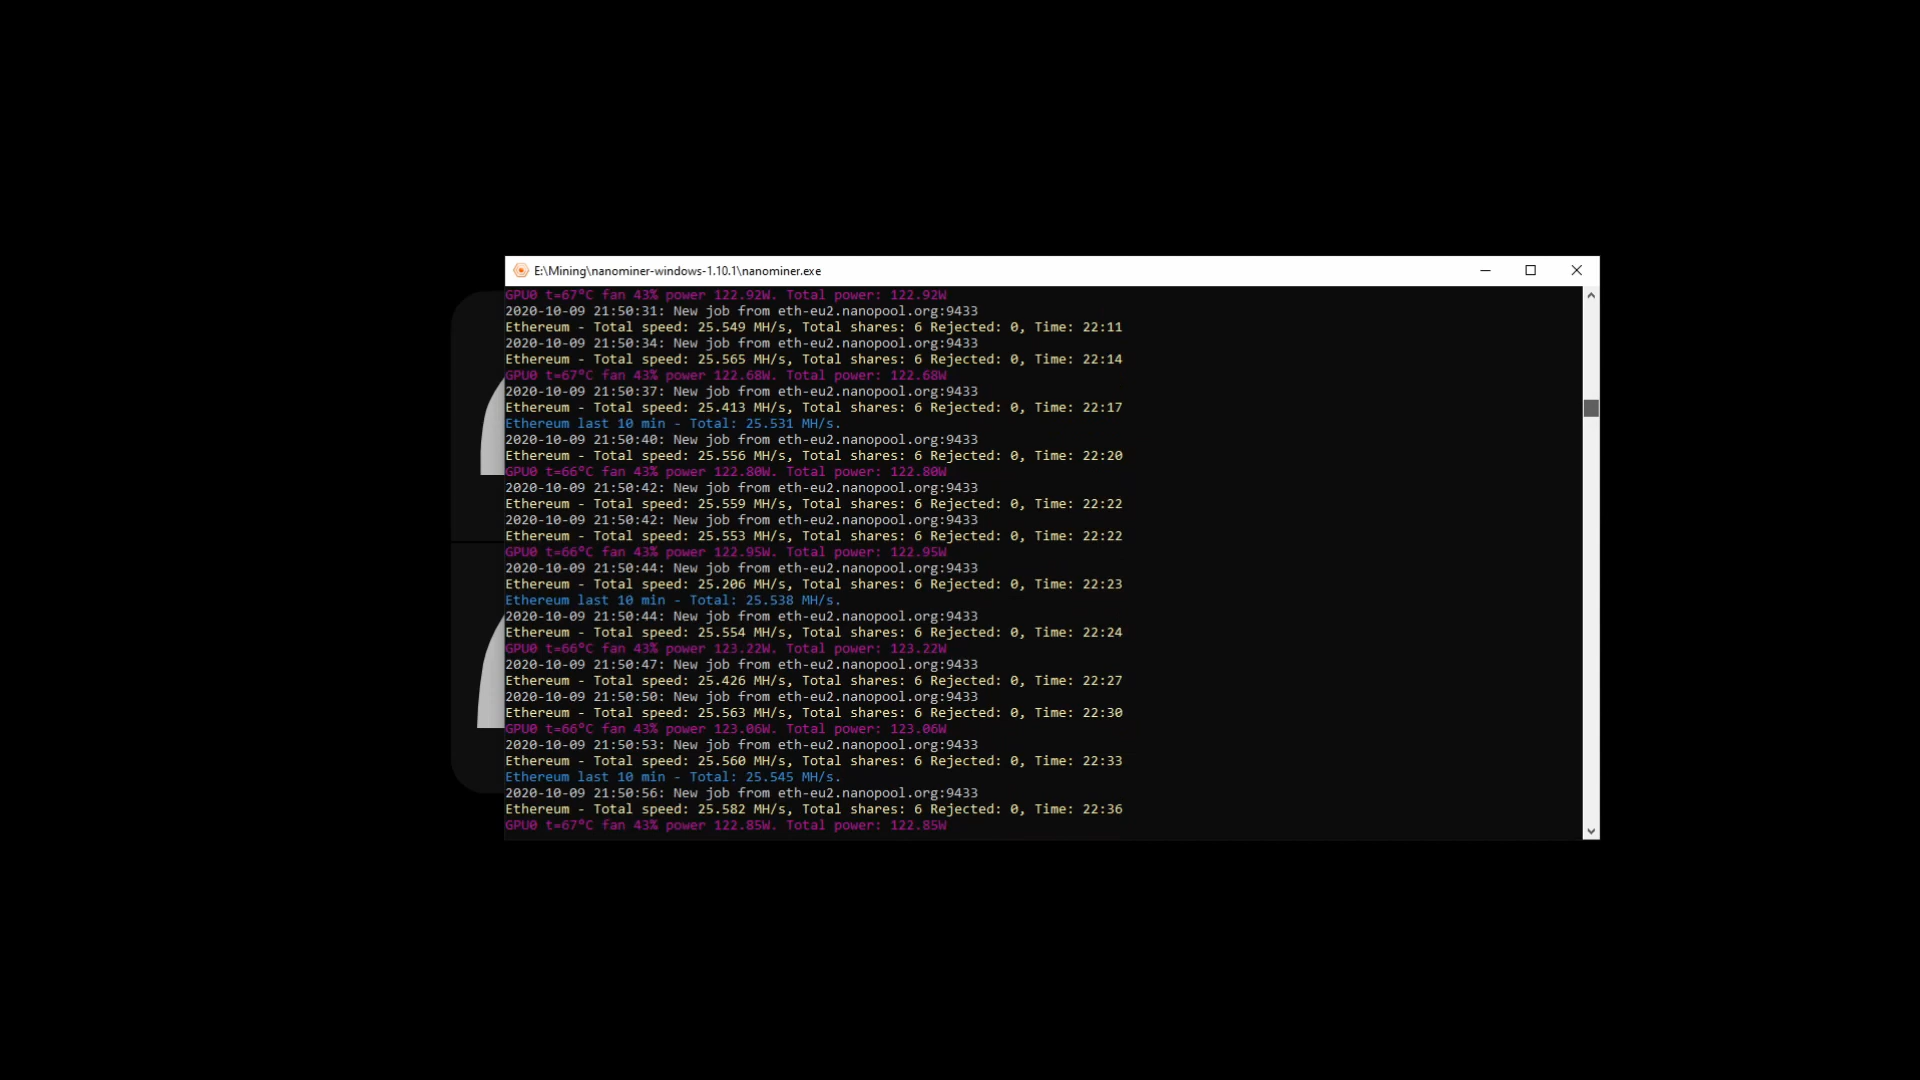 E:\Mining\nanominer-windows-1.10.1\nanominer.exe
GPU0 t=67°C fan 43% power 122.92W. Total power: 122.92W
2020-10-09 21:50:31: New job from eth-eu2.nanopool.org:9433
Ethereum - Total speed: 25.549 MH/s, Total shares: 6 Rejected: 0, Time: 22:11
2020-10-09 21:50:34: New job from eth-eu2.nanopool.org:9433
Ethereum - Total speed: 25.565 MH/s, Total shares: 6 Rejected: 0, Time: 22:14
GPU0 t=67°C fan 43% power 122.68W. Total power: 122.68W
2020-10-09 21:50:37: New job from eth-eu2.nanopool.org:9433
Ethereum - Total speed: 25.413 MH/s, Total shares: 6 Rejected: 0, Time: 22:17
Ethereum last 10 min - Total: 25.531 MH/s.
2020-10-09 21:50:40: New job from eth-eu2.nanopool.org:9433
Ethereum - Total speed: 25.556 MH/s, Total shares: 6 Rejected: 0, Time: 22:20
GPU0 t=66°C fan 43% power 122.80W. Total power: 122.80W
2020-10-09 21:50:42: New job from eth-eu2.nanopool.org:9433
Ethereum - Total speed: 25.559 MH/s, Total shares: 6 Rejected: 0, Time: 22:22
2020-10-09 21:50:42: New job from eth-eu2.nanopool.org:9433
Ethereum - Total speed: 25.553 MH/s, Total shares: 6 Rejected: 0, Time: 22:22
GPU0 t=66°C fan 43% power 122.95W. Total power: 122.95W
2020-10-09 21:50:44: New job from eth-eu2.nanopool.org:9433
Ethereum - Total speed: 25.206 MH/s, Total shares: 6 Rejected: 0, Time: 22:23
Ethereum last 10 min - Total: 25.538 MH/s.
2020-10-09 21:50:44: New job from eth-eu2.nanopool.org:9433
Ethereum - Total speed: 25.554 MH/s, Total shares: 6 Rejected: 0, Time: 22:24
GPU0 t=66°C fan 43% power 123.22W. Total power: 123.22W
2020-10-09 21:50:47: New job from eth-eu2.nanopool.org:9433
Ethereum - Total speed: 25.426 MH/s, Total shares: 6 Rejected: 0, Time: 22:27
2020-10-09 21:50:50: New job from eth-eu2.nanopool.org:9433
Ethereum - Total speed: 25.563 MH/s, Total shares: 6 Rejected: 0, Time: 22:30
GPU0 t=66°C fan 43% power 123.06W. Total power: 123.06W
2020-10-09 21:50:53: New job from eth-eu2.nanopool.org:9433
Ethereum - Total speed: 25.560 MH/s, Total shares: 6 Rejected: 0, Time: 22:33
Ethereum last 10 min - Total: 25.545 MH/s.
2020-10-09 21:50:56: New job from eth-eu2.nanopool.org:9433
Ethereum - Total speed: 25.582 MH/s, Total shares: 6 Rejected: 0, Time: 22:36
GPU0 t=67°C fan 43% power 122.85W. Total power: 122.85W